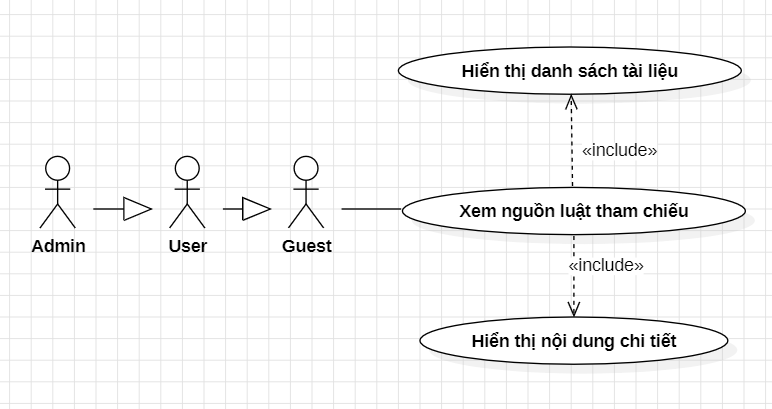 Hiển thị danh sách tài liệu
«include»
Xem nguồn luật tham chiếu
Admin
User
Guest
«include»
Hiển thị nội dung chi tiết